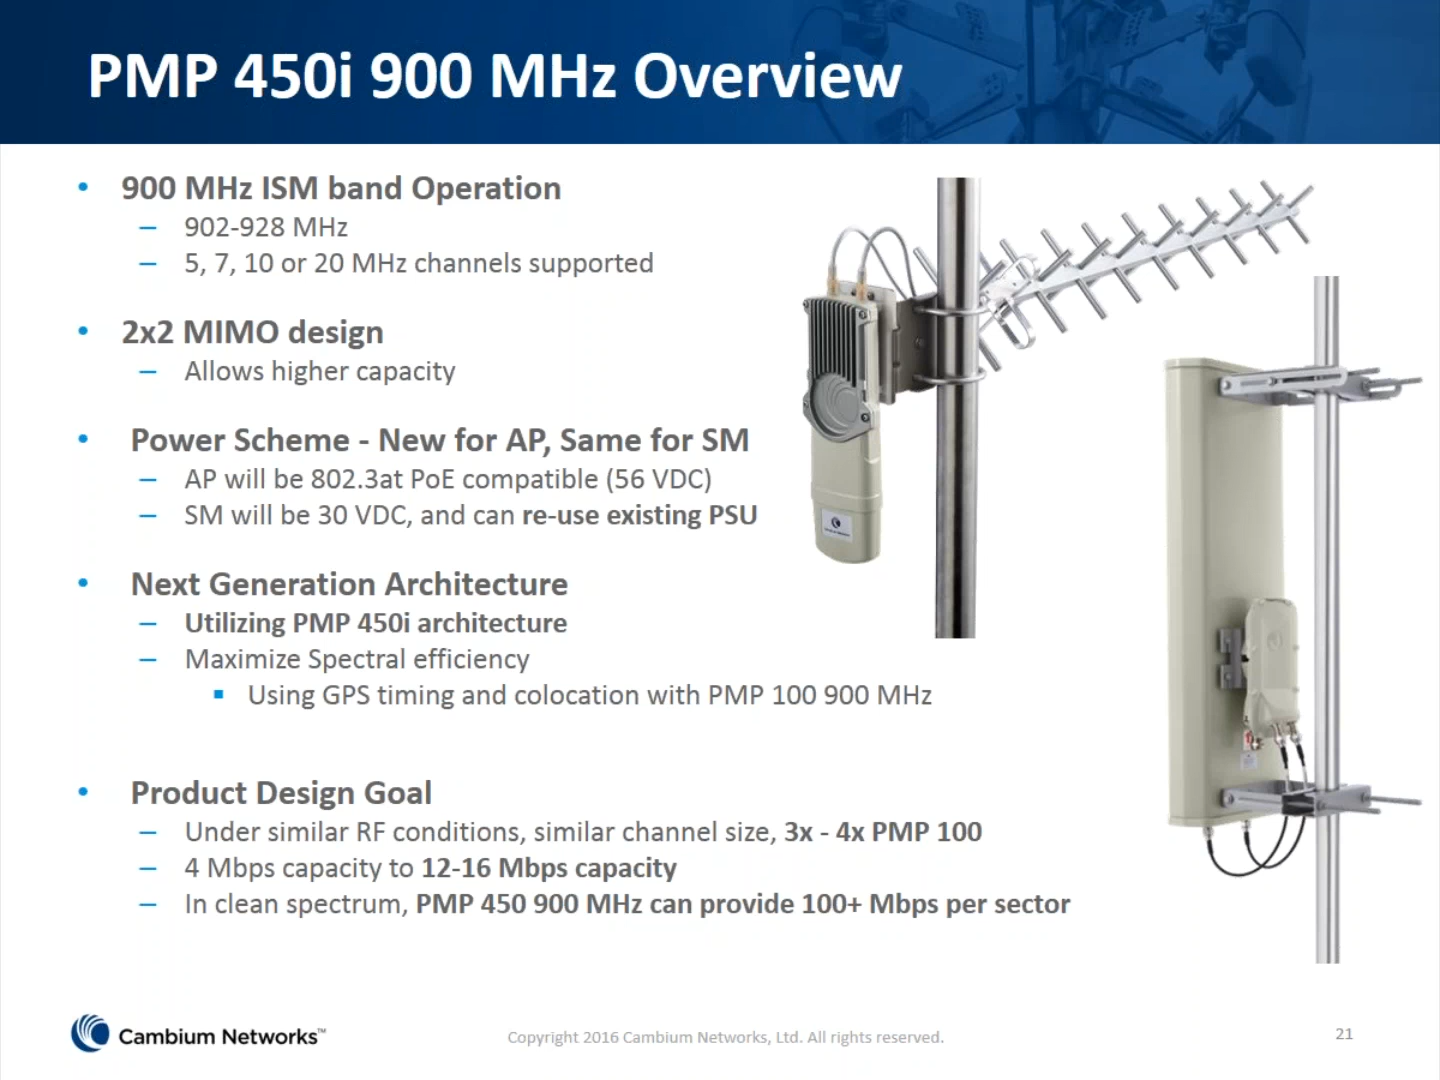 PMP 450i 900 MHz Overview
• 900 MHz ISM band Operation
– 902-928 MHz
– 5, 7, 10 or 20 MHz channels supported
• 2x2 MIMO design
– Allows higher capacity
• Power Scheme - New for AP, Same for SM
– AP will be 802.3at PoE compatible (56 VDC)
– SM will be 30 VDC, and can re-use existing PSU
• Next Generation Architecture
– Utilizing PMP 450i architecture
– Maximize Spectral efficiency
▪ Using GPS timing and colocation with PMP 100 900 MHz
• Product Design Goal
– Under similar RF conditions, similar channel size, 3x - 4x PMP 100
– 4 Mbps capacity to 12-16 Mbps capacity
– In clean spectrum, PMP 450 900 MHz can provide 100+ Mbps per sector
Cambium Networks™
Copyright 2016 Cambium Networks, Ltd. All rights reserved.
21